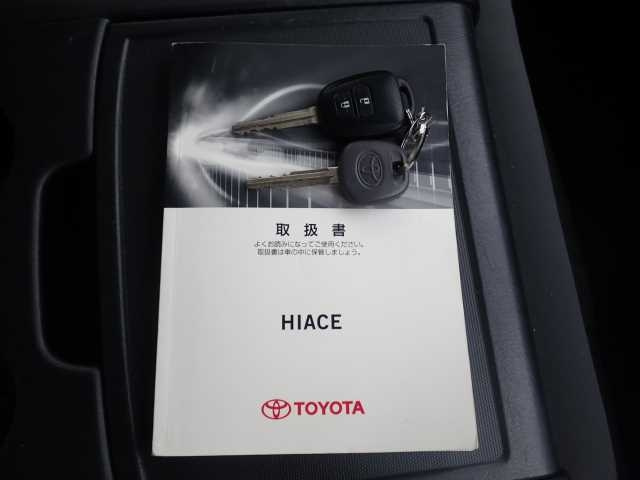 取扱書
よくお読みになってご使用ください。
取扱書は車の中に保管しましょう。
HIACE
TOYOTA